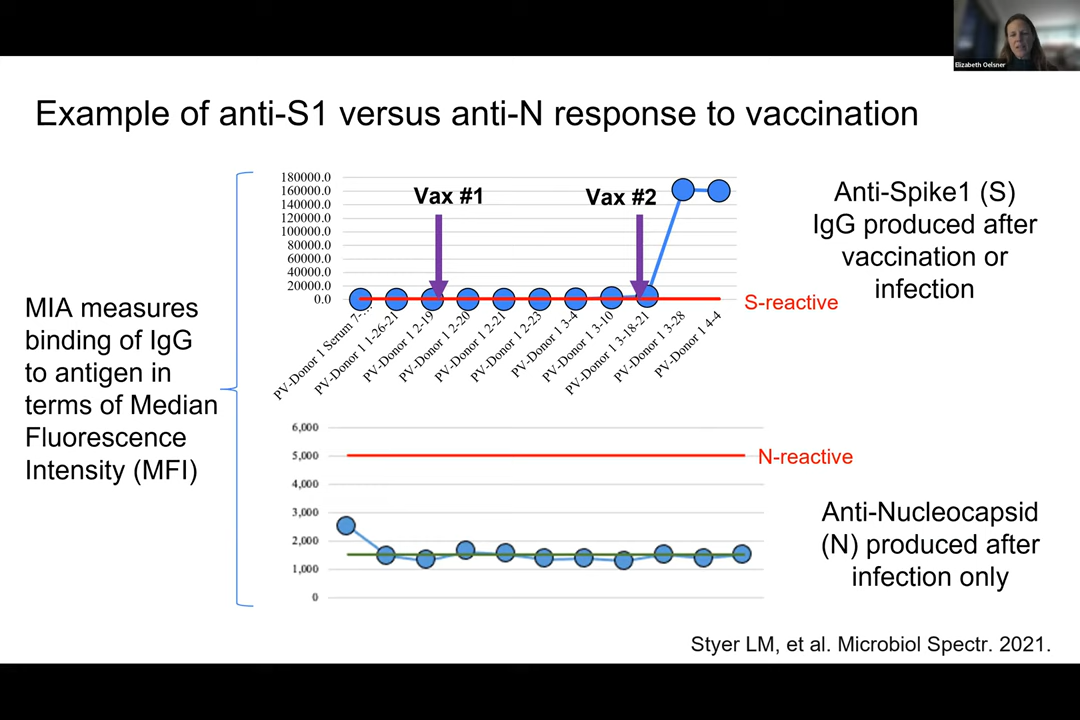 Elizabeth Oelsner
Example of anti-S1 versus anti-N response to vaccination
MIA measures
binding of IgG
to antigen in
terms of Median
Fluorescence
Intensity (MFI)
180000.0
160000.0
140000.0
120000.0
100000.0
80000.0
60000.0
40000.0
20000.0
0.0
Vax #1
Vax #2
S-reactive
PV-Donor 1 Serum 7-...
PV-Donor 1 1-26-21
PV-Donor 1 2-19
PV-Donor 1 2-20
PV-Donor 1 2-21
PV-Donor 1 2-23
PV-Donor 1 3-4
PV-Donor 1 3-10
PV-Donor 1 3-18-21
PV-Donor 1 3-28
PV-Donor 1 4-4
Anti-Spike1 (S)
IgG produced after
vaccination or
infection
6,000
5,000
4,000
3,000
2,000
1,000
0
N-reactive
Anti-Nucleocapsid
(N) produced after
infection only
Styer LM, et al. Microbiol Spectr. 2021.